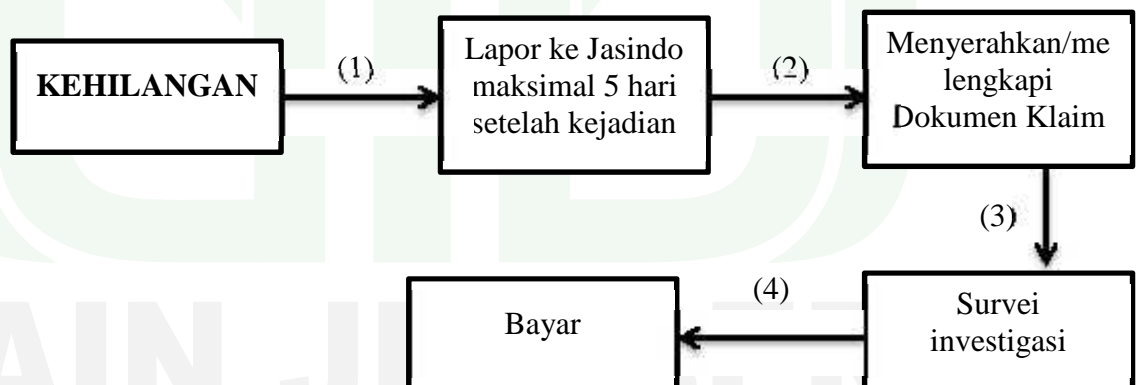 KEHILANGAN
(1)
Lapor ke Jasindo
maksimal 5 hari
setelah kejadian
(2)
Menyerahkan/me
lengkapi
Dokumen Klaim
(3)
Survei
investigasi
(4)
Bayar